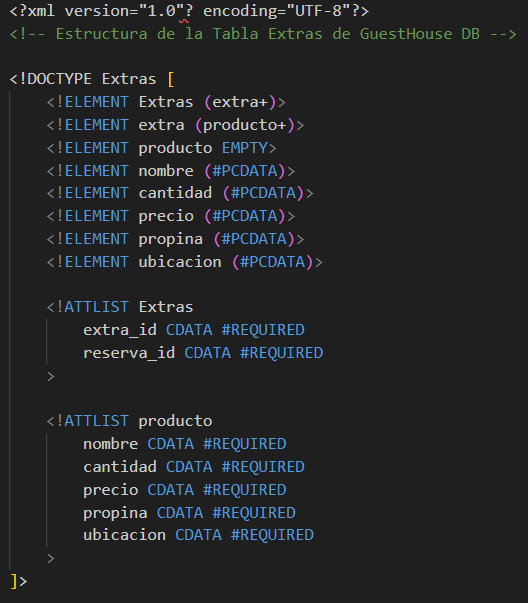 <?xml version="1.0"? encoding="UTF-8"?>
<!-- Estructura de la Tabla Extras de GuestHouse DB -->

<!DOCTYPE Extras [
    <!ELEMENT Extras (extra+)>
    <!ELEMENT extra (producto+)>
    <!ELEMENT producto EMPTY>
    <!ELEMENT nombre (#PCDATA)>
    <!ELEMENT cantidad (#PCDATA)>
    <!ELEMENT precio (#PCDATA)>
    <!ELEMENT propina (#PCDATA)>
    <!ELEMENT ubicacion (#PCDATA)>

    <!ATTLIST Extras
        extra_id CDATA #REQUIRED
        reserva_id CDATA #REQUIRED
    >

    <!ATTLIST producto
        nombre CDATA #REQUIRED
        cantidad CDATA #REQUIRED
        precio CDATA #REQUIRED
        propina CDATA #REQUIRED
        ubicacion CDATA #REQUIRED
    >
]>